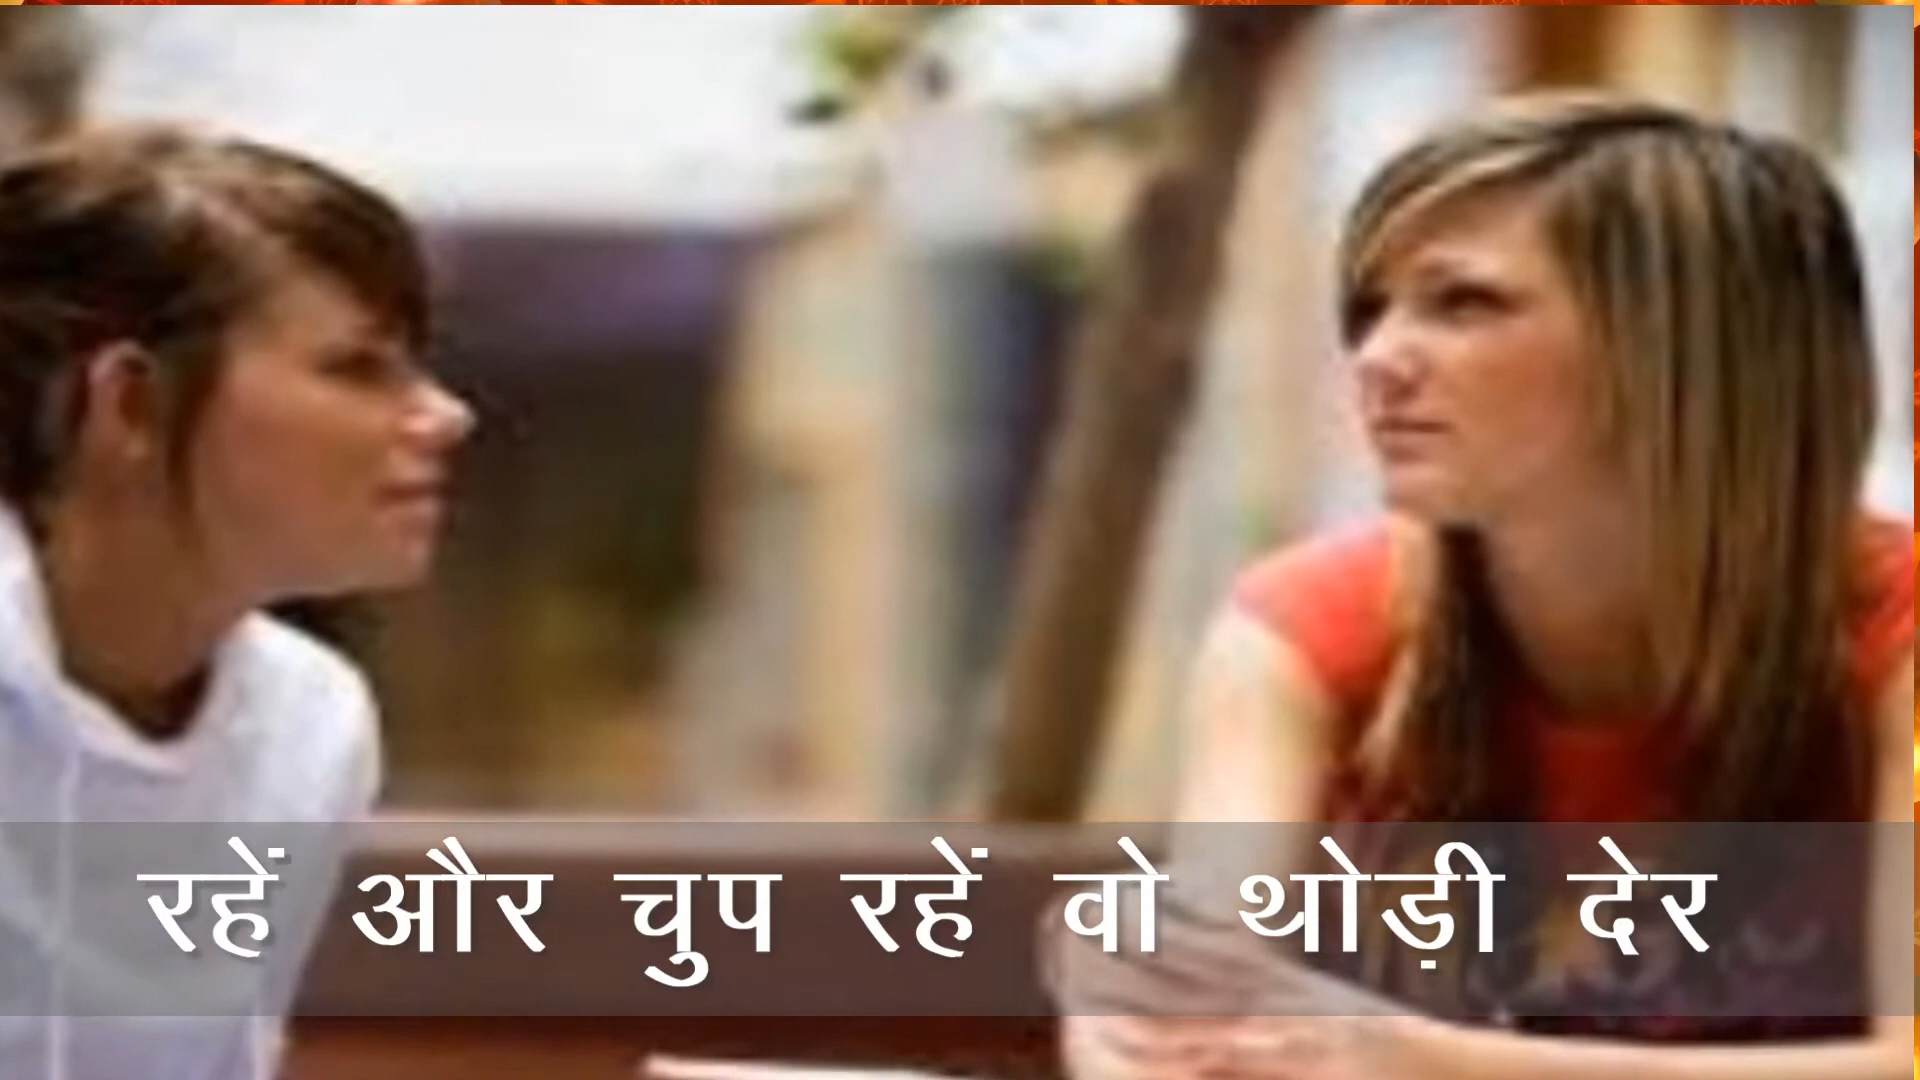 रहें और चुप रहें वो थोड़ी देर